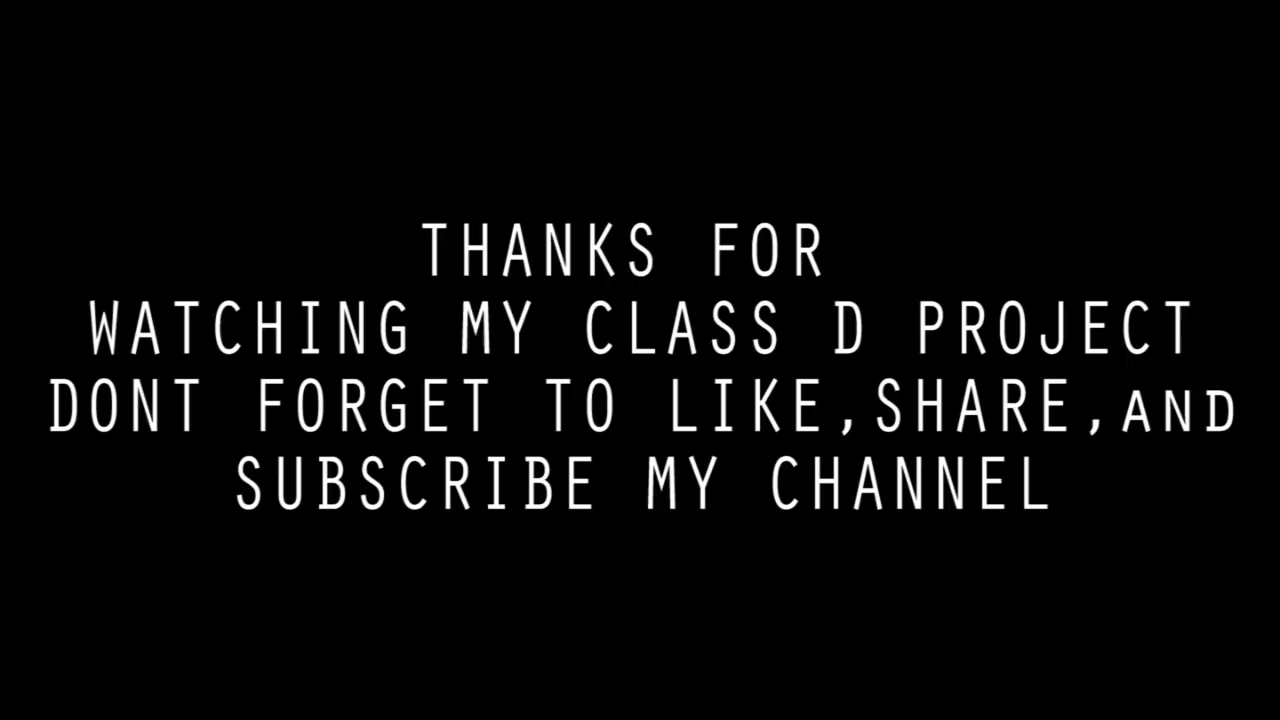 THANKS FOR
WATCHING MY CLASS D PROJECT
DONT FORGET TO LIKE,SHARE,AND
SUBSCRIBE MY CHANNEL